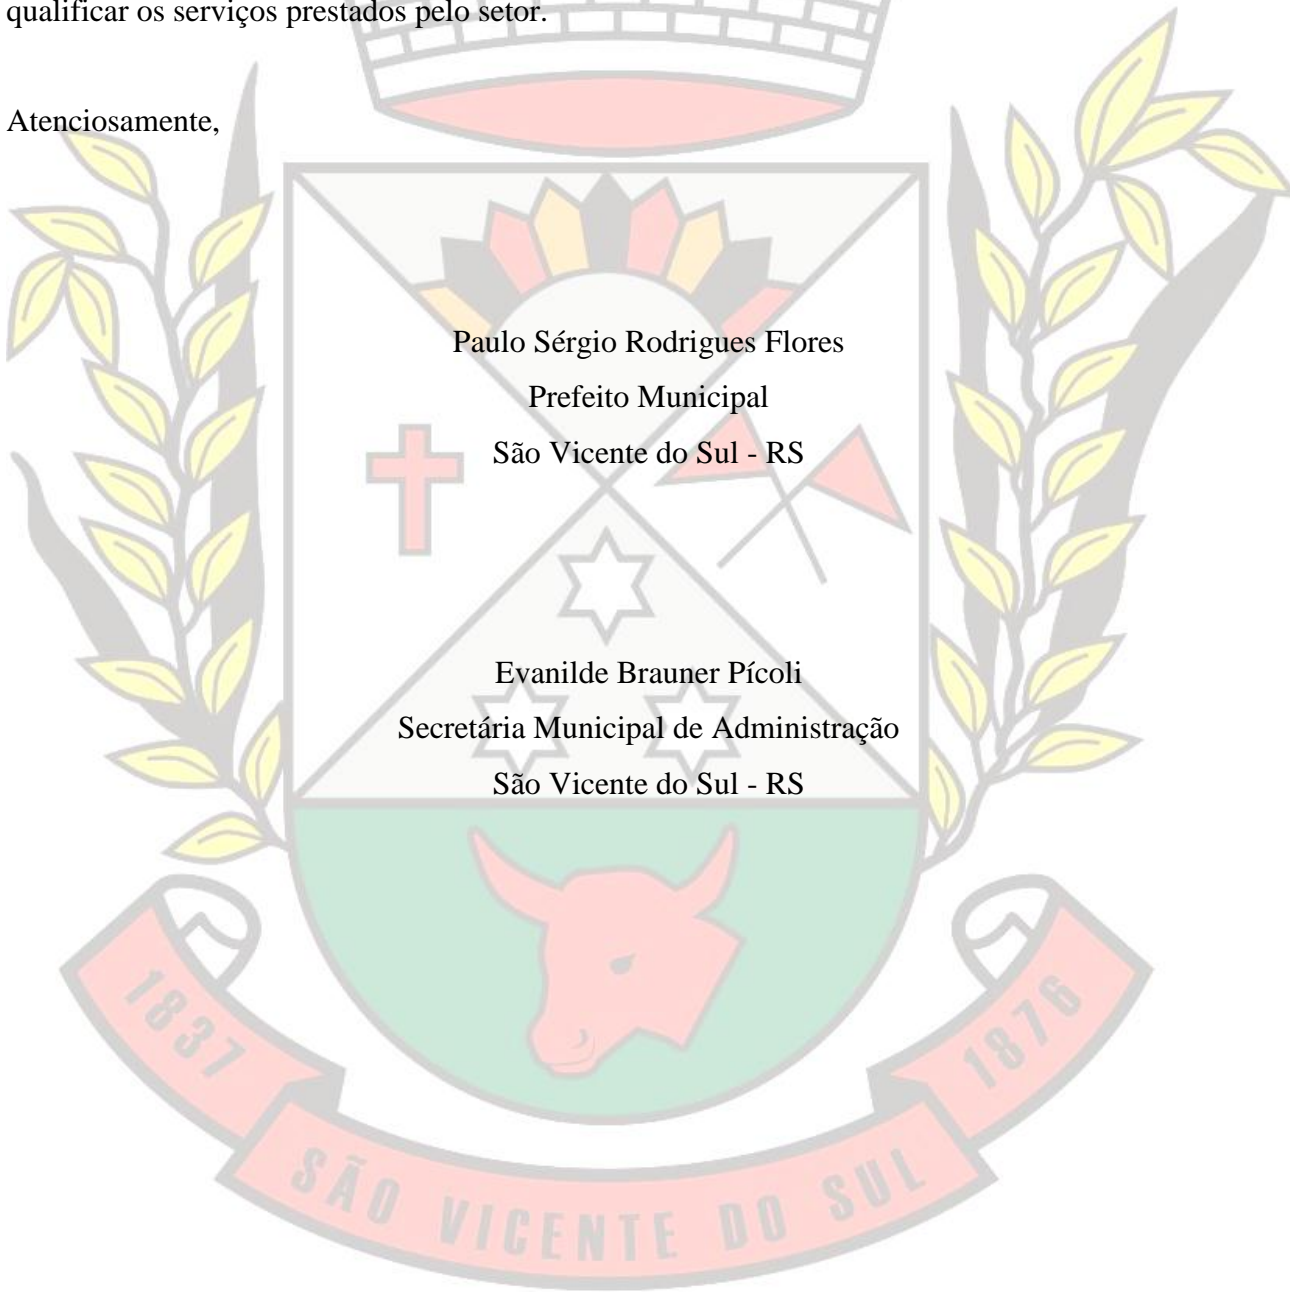 qualificar os serviços prestados pelo setor.
Atenciosamente,
Paulo Sérgio Rodrigues Flores
Prefeito Municipal
São Vicente do Sul - RS
Evanilde Brauner Pícoli
Secretária Municipal de Administração
São Vicente do Sul - RS
1837
1876
SÃO VICENTE DO SUL